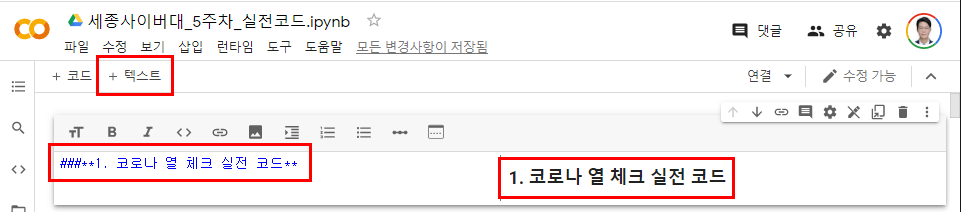 세종사이버대_5주차_실전코드.ipynb
파일 수정 보기 삽입 런타임 도구 도움말 모든 변경사항이 저장됨
댓글 공유
+ 코드 + 텍스트
연결 수정 가능
###**1. 코로나 열 체크 실전 코드**
1. 코로나 열 체크 실전 코드